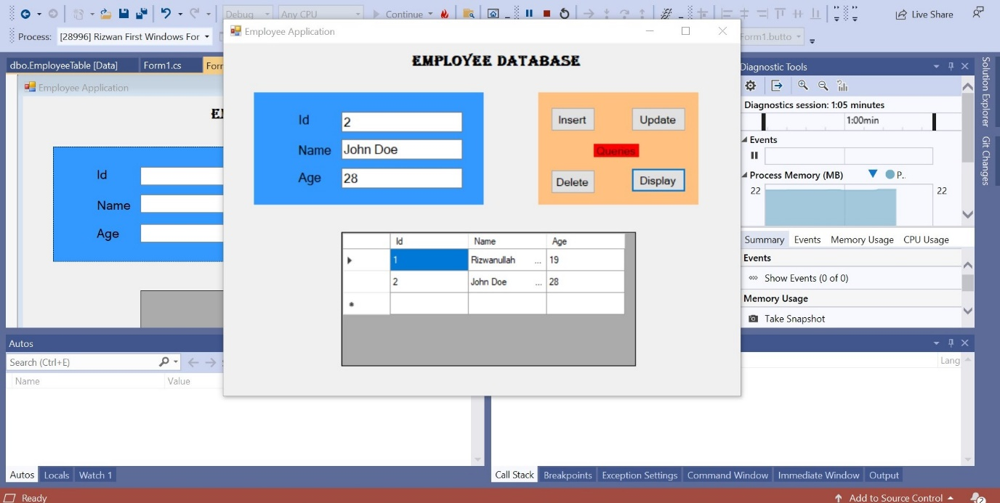 Debug
Any CPU
Continue
Live Share
Process:
[28996] Rizwan First Windows For
Form1.butto
Employee Application
EMPLOYEE DATABASE
Id
2
Name
John Doe
Age
28
Insert
Update
Queries
Delete
Display
Id Name Age
1 Rizwanullah ... 19
2 John Doe ... 28
dbo.EmployeeTable [Data]
Form1.cs
Forr
Employee Application
Id
Name
Age
Diagnostic Tools
Diagnostics session: 1:05 minutes
1:00min
Events
Process Memory (MB)
P..
22
22
Summary
Events
Memory Usage
CPU Usage
Events
Show Events (0 of 0)
Memory Usage
Take Snapshot
Solution Explorer
Git Changes
Autos
Search (Ctrl+E)
Name
Value
Lang
Autos
Locals
Watch 1
Call Stack
Breakpoints
Exception Settings
Command Window
Immediate Window
Output
Ready
Add to Source Control
2